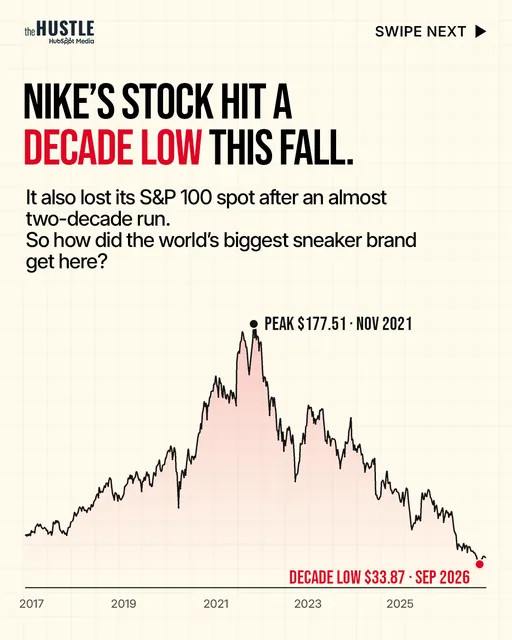 the HUSTLE
HubSpot Media
SWIPE NEXT
NIKE’S STOCK HIT A
DECADE LOW THIS FALL.
It also lost its S&P 100 spot after an almost
two-decade run.
So how did the world’s biggest sneaker brand
get here?
PEAK $177.51 · NOV 2021
DECADE LOW $33.87 · SEP 2026
2017 2019 2021 2023 2025